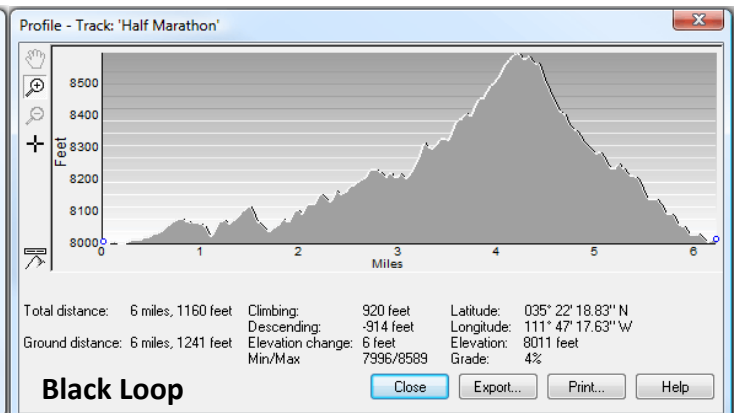 Profile - Track: 'Half Marathon'
8500
8400
8300
8200
8100
8000
Feet
0 1 2 3 4 5 6
Miles
Total distance: 6 miles, 1160 feet Climbing: 920 feet Latitude: 035° 22' 18.83" N
Descending: -914 feet Longitude: 111° 47' 17.63" W
Ground distance: 6 miles, 1241 feet Elevation change: 6 feet Elevation: 8011 feet
Min/Max 7996/8589 Grade: 4%
Black Loop Close Export... Print... Help